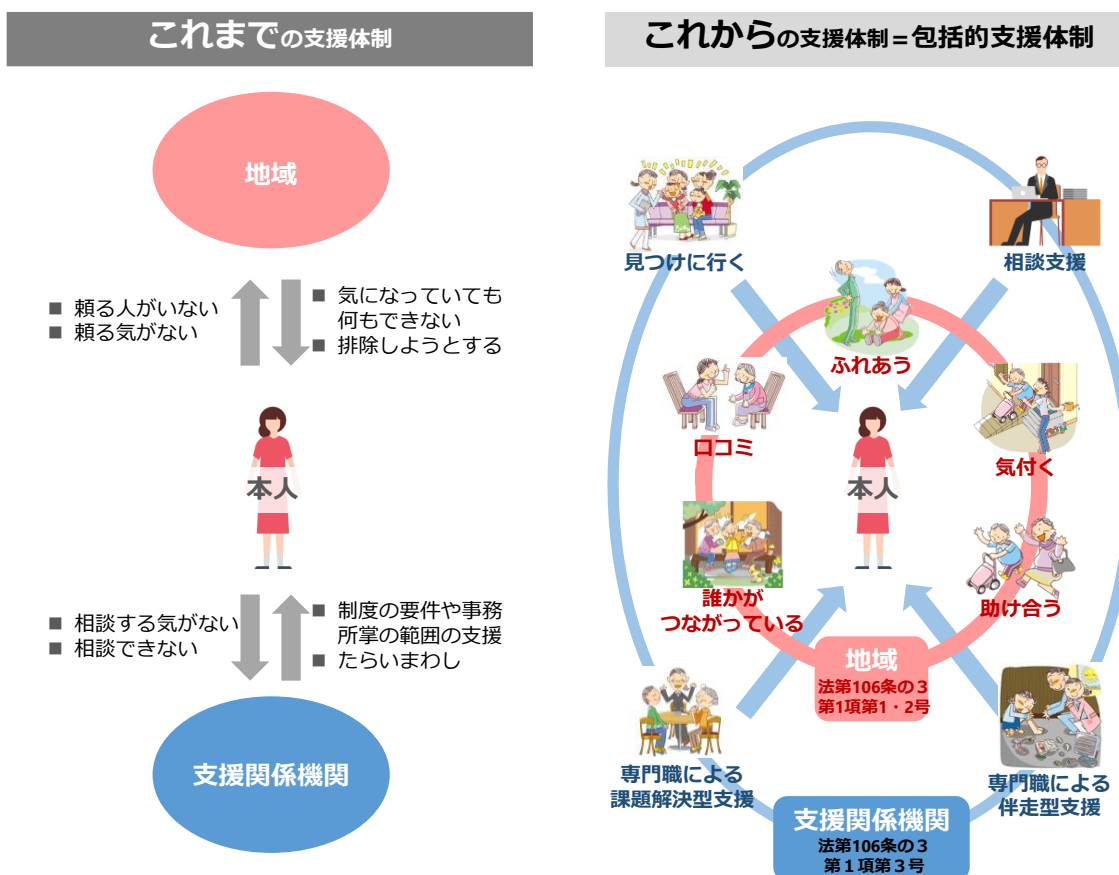 これまでの支援体制
地域
■ 頼る人がいない
■ 頼る気がない
■ 気になっていても
何もできない
■ 排除しようとする
本人
■ 相談する気がない
■ 相談できない
■ 制度の要件や事務
所掌の範囲の支援
■ たらいまわし
支援関係機関
これからの支援体制=包括的支援体制
見つけに行く
相談支援
ふれあう
口コミ
気付く
本人
誰かが
つながっている
助け合う
地域
法第106条の3
第1項第1・2号
専門職による
課題解決型支援
専門職による
伴走型支援
支援関係機関
法第106条の3
第1項第3号